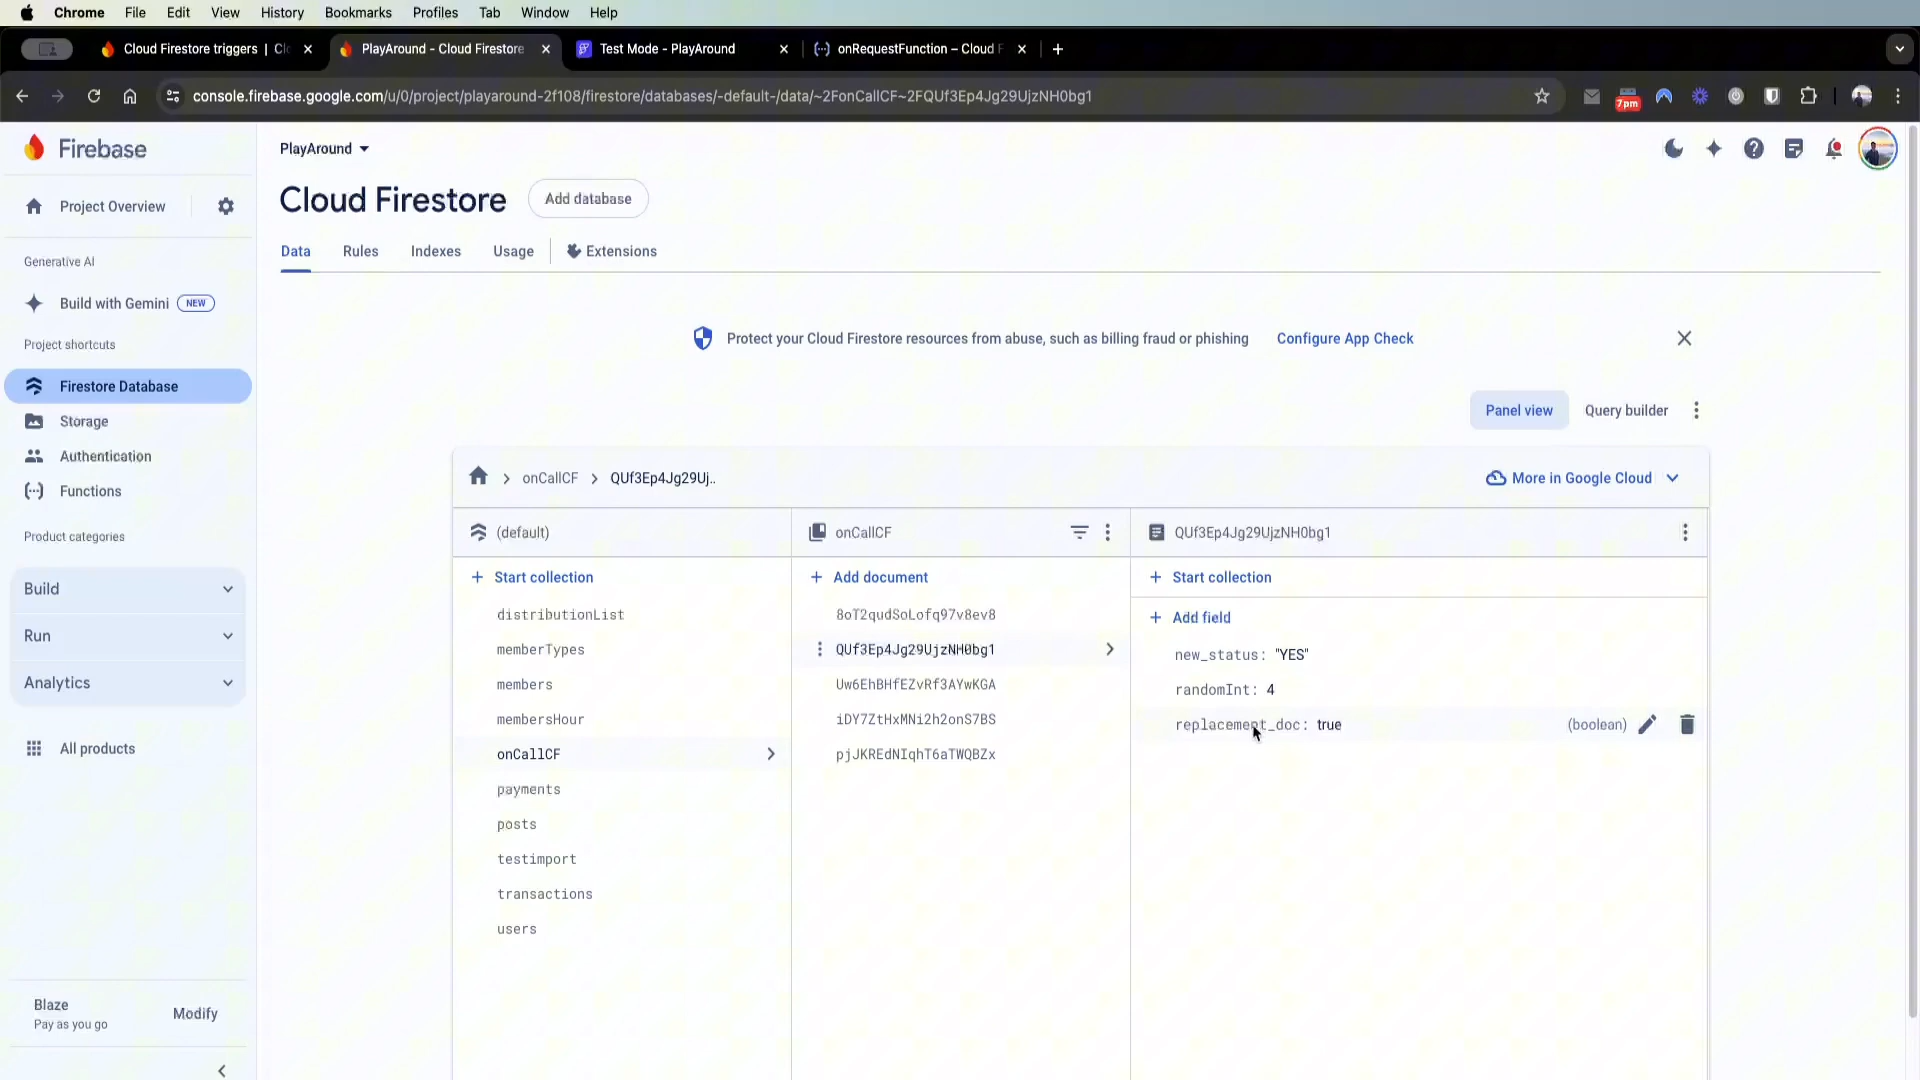 Chrome File Edit View History Bookmarks Profiles Tab Window Help
Cloud Firestore triggers | Clo
PlayAround - Cloud Firestore
Test Mode - PlayAround
onRequestFunction – Cloud F
console.firebase.google.com/u/0/project/playaround-2f108/firestore/databases/-default-/data/~2FonCallCF~2FQUf3Ep4Jg29UjzNH0bg1
7pm
Firebase
PlayAround
Cloud Firestore
Add database
Project Overview
Data
Rules
Indexes
Usage
Extensions
Generative AI
Build with Gemini NEW
Protect your Cloud Firestore resources from abuse, such as billing fraud or phishing
Configure App Check
Project shortcuts
Firestore Database
Storage
Authentication
Functions
Product categories
Build
Run
Analytics
All products
Blaze
Pay as you go
Modify
Panel view
Query builder
onCallCF
QUf3Ep4Jg29Uj..
More in Google Cloud
(default)
Start collection
distributionList
memberTypes
members
membersHour
onCallCF
payments
posts
testimport
transactions
users
onCallCF
Add document
8oT2qudSoLofq97v8ev8
QUf3Ep4Jg29UjzNH0bg1
Uw6EhBHfEZvRf3AYwKGA
iDY7ZtHxMNi2h2onS7BS
pjJKREdNIqhT6aTWQBZx
QUf3Ep4Jg29UjzNH0bg1
Start collection
Add field
new_status: "YES"
randomInt: 4
replacement_doc: true
(boolean)